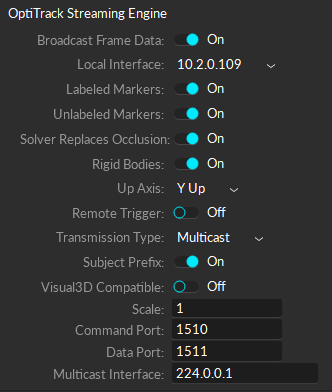 OptiTrack Streaming Engine
Broadcast Frame Data: On
Local Interface: 10.2.0.109
Labeled Markers: On
Unlabeled Markers: On
Solver Replaces Occlusion: On
Rigid Bodies: On
Up Axis: Y Up
Remote Trigger: Off
Transmission Type: Multicast
Subject Prefix: On
Visual3D Compatible: Off
Scale: 1
Command Port: 1510
Data Port: 1511
Multicast Interface: 224.0.0.1